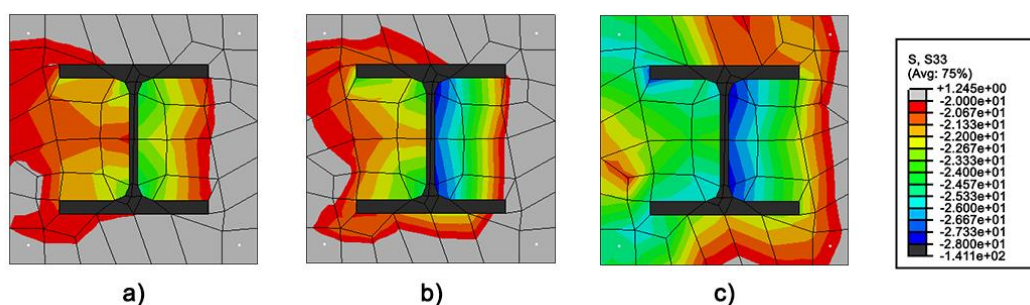 S, S33
(Avg: 75%)
+1.245e+00
-2.000e+01
-2.067e+01
-2.133e+01
-2.200e+01
-2.267e+01
-2.333e+01
-2.400e+01
-2.457e+01
-2.533e+01
-2.600e+01
-2.667e+01
-2.733e+01
-2.800e+01
-1.411e+02
a)
b)
c)